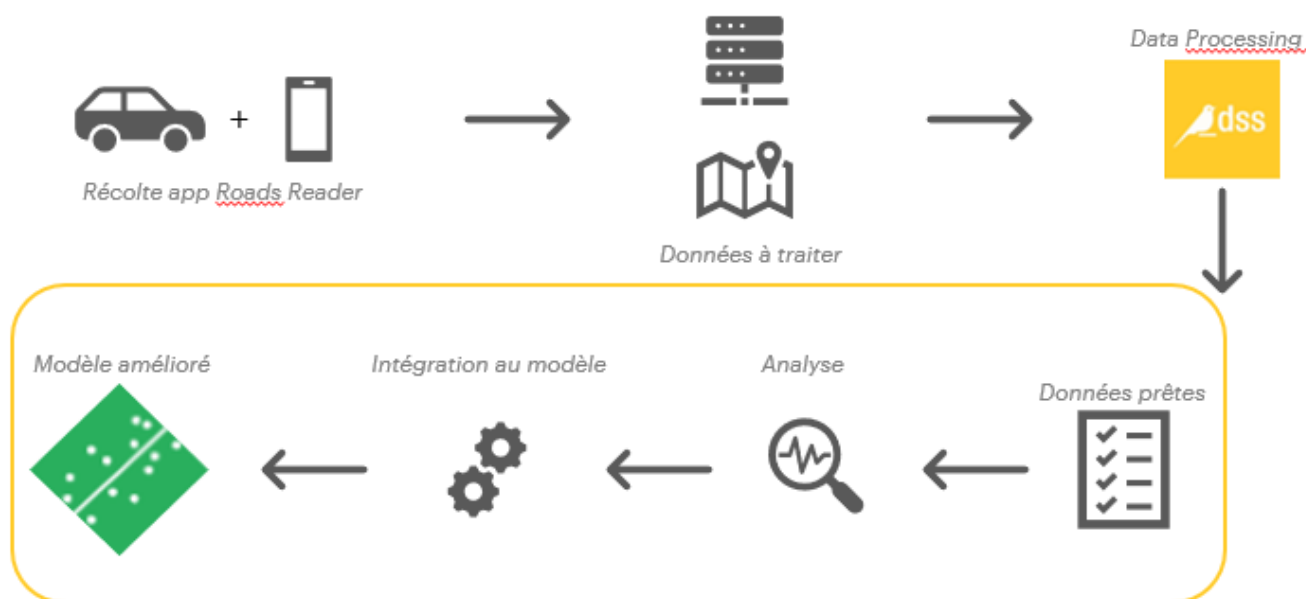 Data Processing
dss
+
Récolte app Roads Reader
Données à traiter
Modèle amélioré
Intégration au modèle
Analyse
Données prêtes